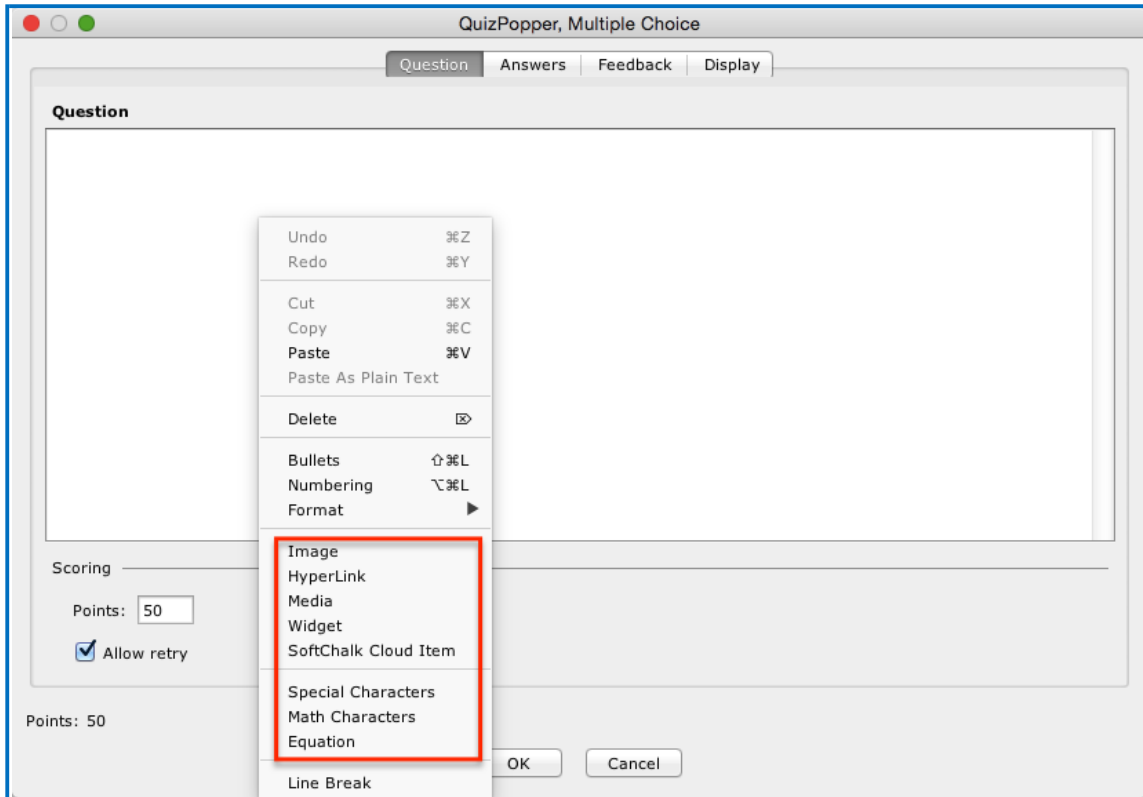 QuizPopper, Multiple Choice
Question Answers Feedback Display
Question
Undo ⌘Z
Redo ⌘Y
Cut ⌘X
Copy ⌘C
Paste ⌘V
Paste As Plain Text
Delete ⌦
Bullets ⇧⌘L
Numbering ⌥⌘L
Format ▶
Image
HyperLink
Media
Widget
SoftChalk Cloud Item
Special Characters
Math Characters
Equation
Line Break
Scoring
Points: 50
Allow retry
Points: 50
OK Cancel